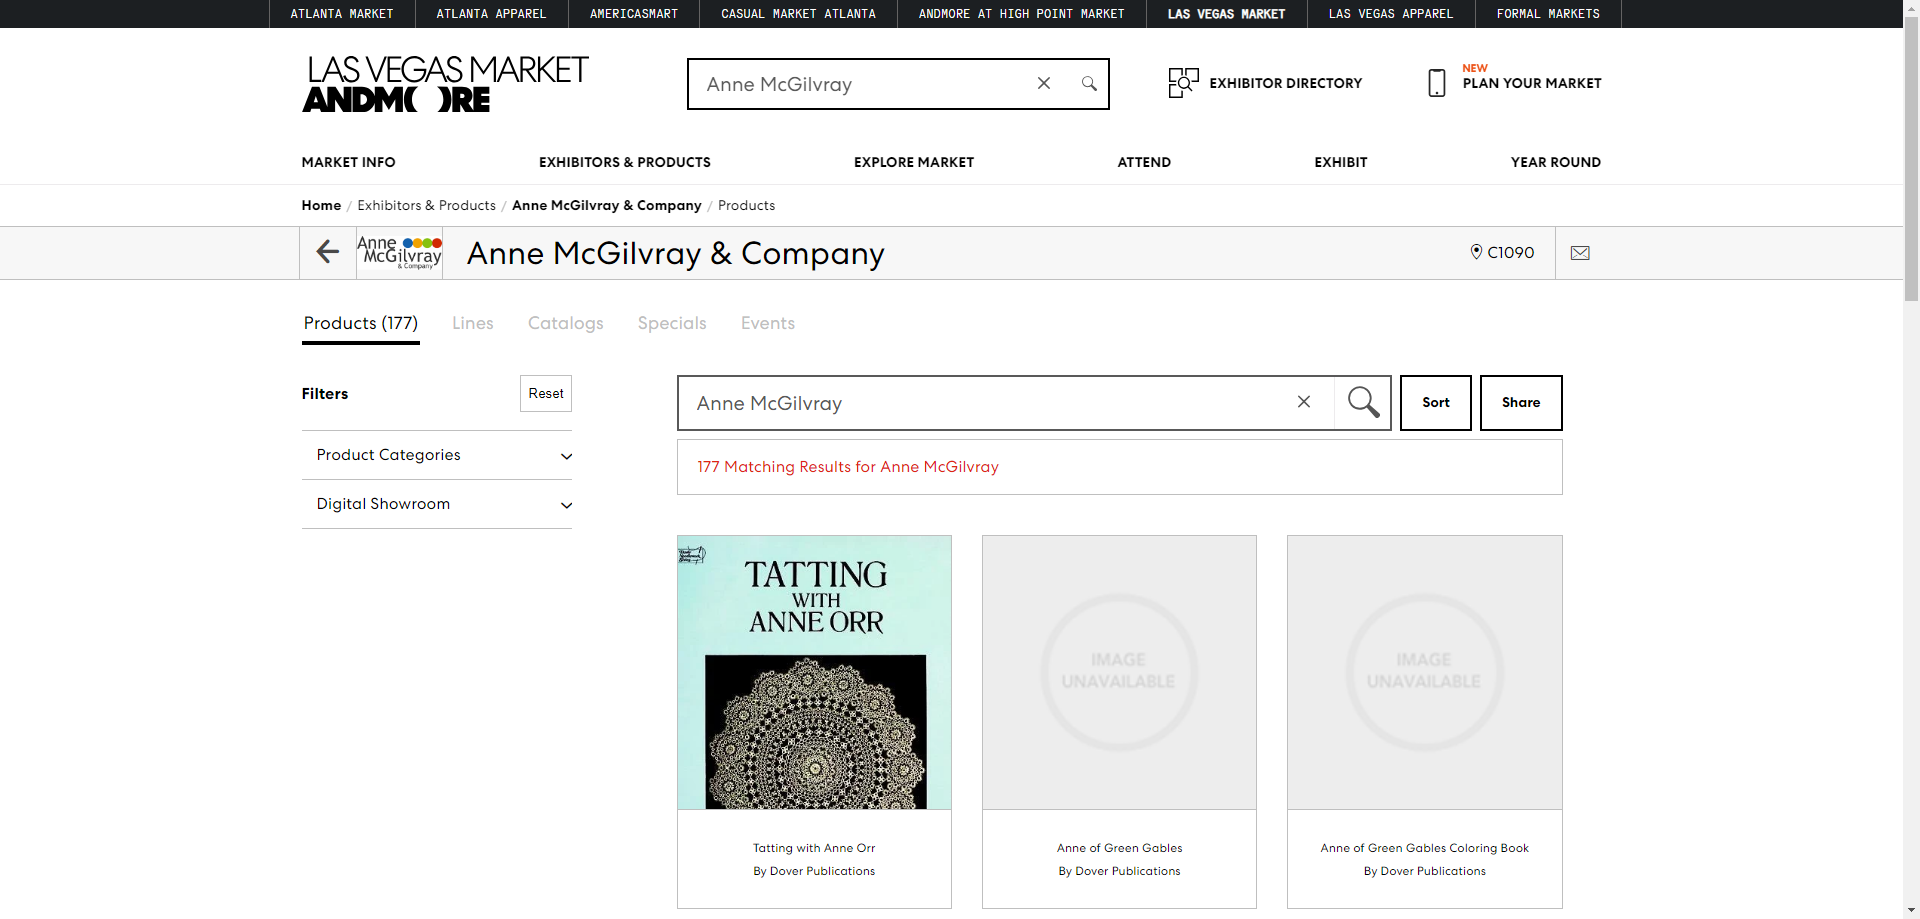 ATLANTA MARKET
ATLANTA APPAREL
AMERICASMART
CASUAL MARKET ATLANTA
ANDMORE AT HIGH POINT MARKET
LAS VEGAS MARKET
LAS VEGAS APPAREL
FORMAL MARKETS
LAS VEGAS MARKET
ANDM( )RE
Anne McGilvray
EXHIBITOR DIRECTORY
NEW
PLAN YOUR MARKET
MARKET INFO
EXHIBITORS & PRODUCTS
EXPLORE MARKET
ATTEND
EXHIBIT
YEAR ROUND
Home / Exhibitors & Products / Anne McGilvray & Company / Products
Anne
McGilvray
& Company
Anne McGilvray & Company
C1090
Products (177)
Lines
Catalogs
Specials
Events
Filters
Reset
Product Categories
Digital Showroom
Anne McGilvray
Sort
Share
177 Matching Results for Anne McGilvray
TATTING
WITH
ANNE ORR
IMAGE
UNAVAILABLE
IMAGE
UNAVAILABLE
Tatting with Anne Orr
By Dover Publications
Anne of Green Gables
By Dover Publications
Anne of Green Gables Coloring Book
By Dover Publications